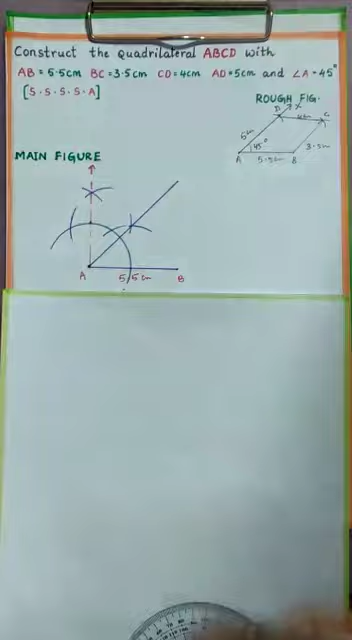 Construct the quadrilateral ABCD with
AB = 5.5cm BC = 3.5cm CD = 4cm AD = 5cm and ∠A = 45°
[S.S.S.S.A]
ROUGH FIG.
D X
4cm C
5cm
45°
3.5cm
A 5.5cm B
MAIN FIGURE
A 5.5cm B